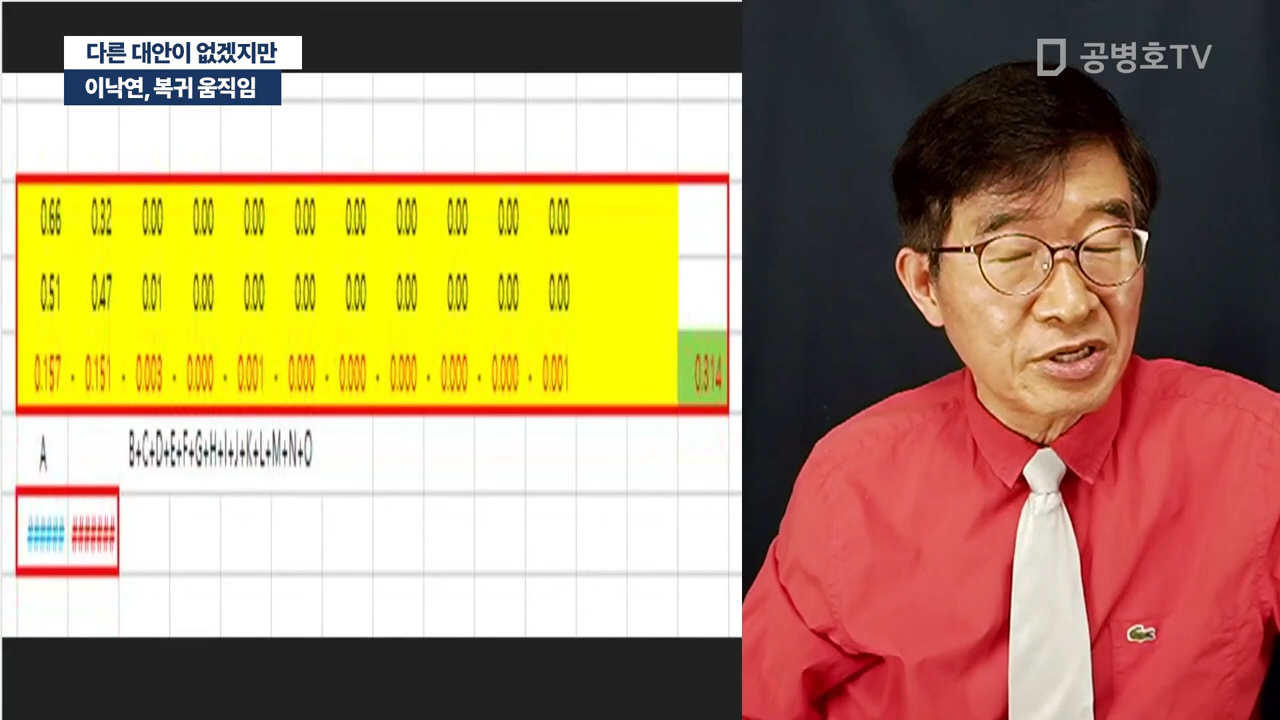 다른 대안이 없겠지만
이낙연, 복귀 움직임
공병호TV
0.66 0.32 0.00 0.00 0.00 0.00 0.00 0.00 0.00 0.00 0.00
0.51 0.47 0.01 0.00 0.00 0.00 0.00 0.00 0.00 0.00 0.00
0.157 - 0.151 - 0.003 - 0.000 - 0.001 - 0.000 - 0.000 - 0.000 - 0.000 - 0.000 - 0.001 0.314
A B+C+D+E+F+G+H+I+J+K+L+M+N+O
###### #######